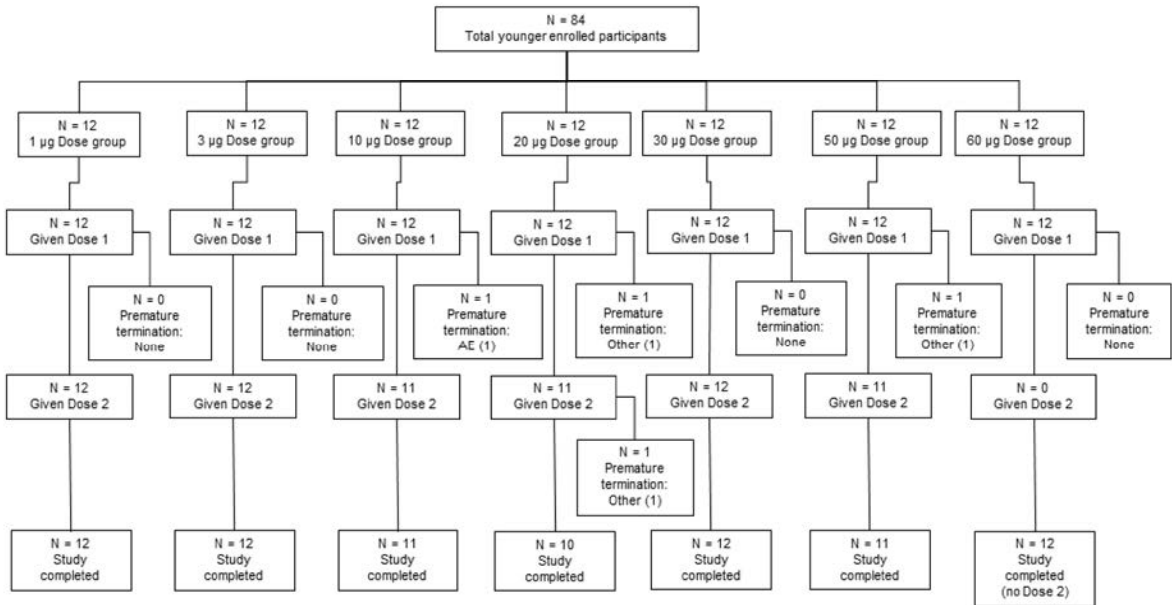 N = 84
Total younger enrolled participants
N = 12
1 µg Dose group
N = 12
3 µg Dose group
N = 12
10 µg Dose group
N = 12
20 µg Dose group
N = 12
30 µg Dose group
N = 12
50 µg Dose group
N = 12
60 µg Dose group
N = 12
Given Dose 1
N = 12
Given Dose 1
N = 12
Given Dose 1
N = 12
Given Dose 1
N = 12
Given Dose 1
N = 12
Given Dose 1
N = 12
Given Dose 1
N = 0
Premature
termination:
None
N = 0
Premature
termination:
None
N = 1
Premature
termination:
AE (1)
N = 1
Premature
termination:
Other (1)
N = 0
Premature
termination:
None
N = 1
Premature
termination:
Other (1)
N = 0
Premature
termination:
None
N = 12
Given Dose 2
N = 12
Given Dose 2
N = 11
Given Dose 2
N = 11
Given Dose 2
N = 12
Given Dose 2
N = 11
Given Dose 2
N = 0
Given Dose 2
N = 1
Premature
termination:
Other (1)
N = 12
Study
completed
N = 12
Study
completed
N = 11
Study
completed
N = 10
Study
completed
N = 12
Study
completed
N = 11
Study
completed
N = 12
Study
completed
(no Dose 2)